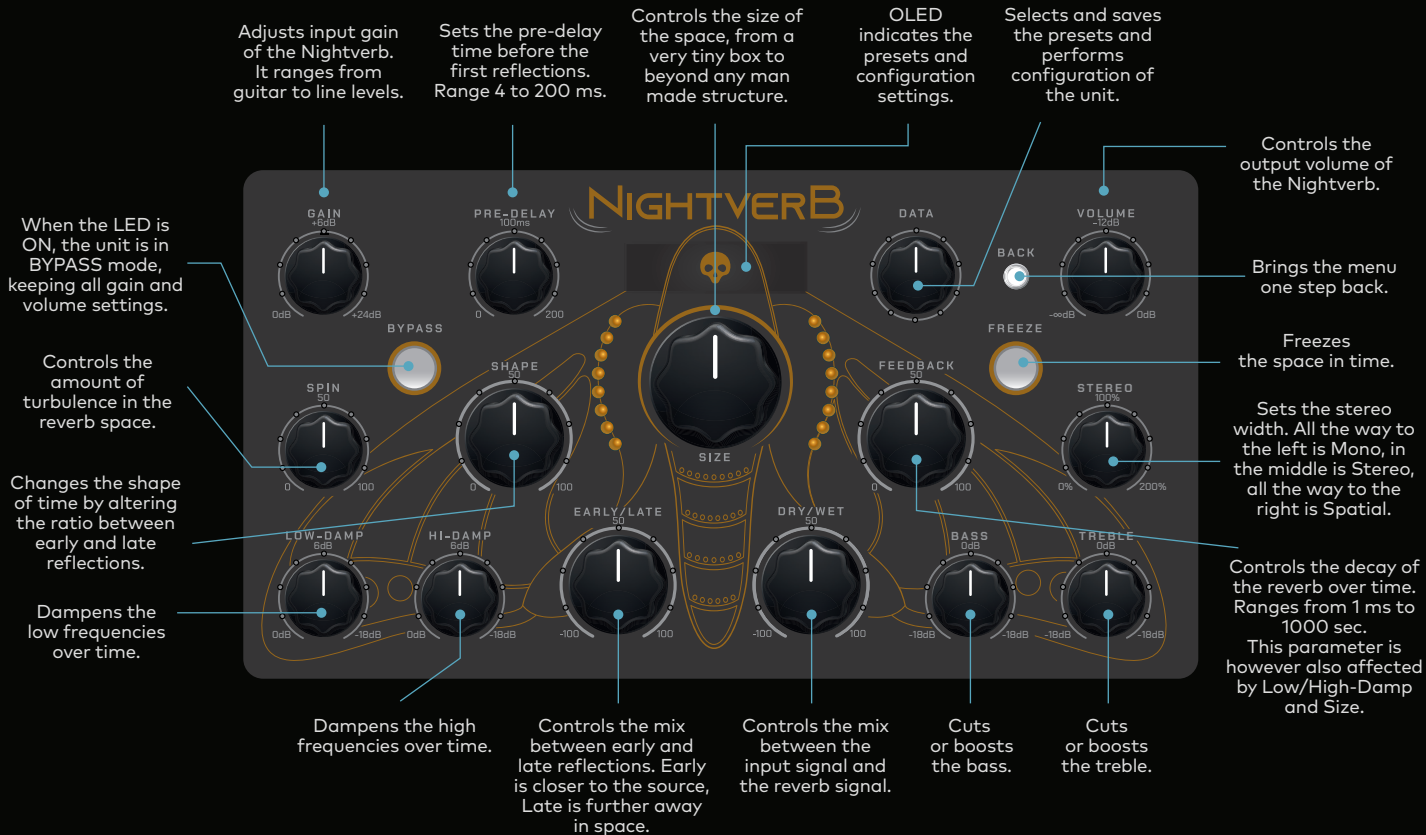 Adjusts input gain
of the Nightverb.
It ranges from
guitar to line levels.
Sets the pre-delay
time before the
first reflections.
Range 4 to 200 ms.
Controls the size of
the space, from a
very tiny box to
beyond any man
made structure.
OLED
indicates the
presets and
configuration
settings.
Selects and saves
the presets and
performs
configuration of
the unit.
Controls the
output volume of
the Nightverb.
When the LED is
ON, the unit is in
BYPASS mode,
keeping all gain and
volume settings.
Controls the
amount of
turbulence in the
reverb space.
Changes the shape
of time by altering
the ratio between
early and late
reflections.
Dampens the
low frequencies
over time.
NIGHTVERB
GAIN
+6dB
0dB
+24dB
PRE-DELAY
100ms
0
200
DATA
BACK
VOLUME
-12dB
-∞dB
0dB
BYPASS
FREEZE
SPIN
50
0
100
SHAPE
50
0
100
SIZE
FEEDBACK
50
0
100
STEREO
100%
0%
200%
LOW-DAMP
6dB
0dB
-18dB
HI-DAMP
6dB
0dB
-18dB
EARLY/LATE
50
-100
100
DRY/WET
50
-100
100
BASS
0dB
-18dB
-18dB
TREBLE
0dB
-18dB
-18dB
Brings the menu
one step back.
Freezes
the space in time.
Sets the stereo
width. All the way to
the left is Mono, in
the middle is Stereo,
all the way to the
right is Spatial.
Controls the decay of
the reverb over time.
Ranges from 1 ms to
1000 sec.
This parameter is
however also affected
by Low/High-Damp
and Size.
Dampens the high
frequencies over time.
Controls the mix
between early and
late reflections. Early
is closer to the source,
Late is further away
in space.
Controls the mix
between the
input signal and
the reverb signal.
Cuts
or boosts
the bass.
Cuts
or boosts
the treble.